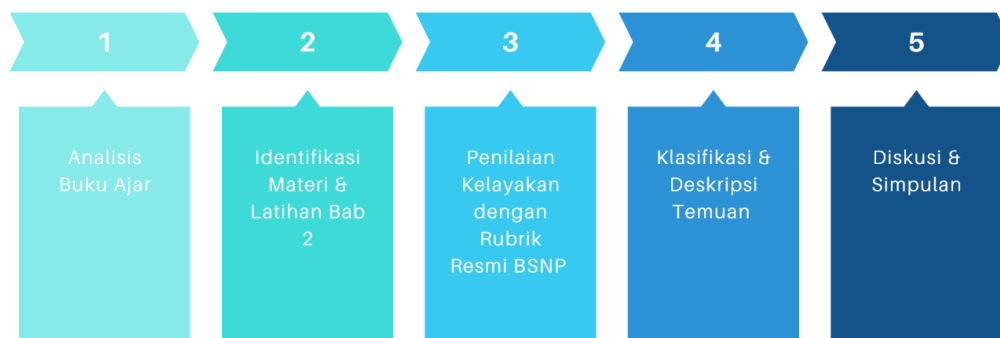 1
2
3
4
5
Analisis
Buku Ajar
Identifikasi
Materi &
Latihan Bab
2
Penilaian
Kelayakan
dengan
Rubrik
Resmi BSNP
Klasifikasi &
Deskripsi
Temuan
Diskusi &
Simpulan